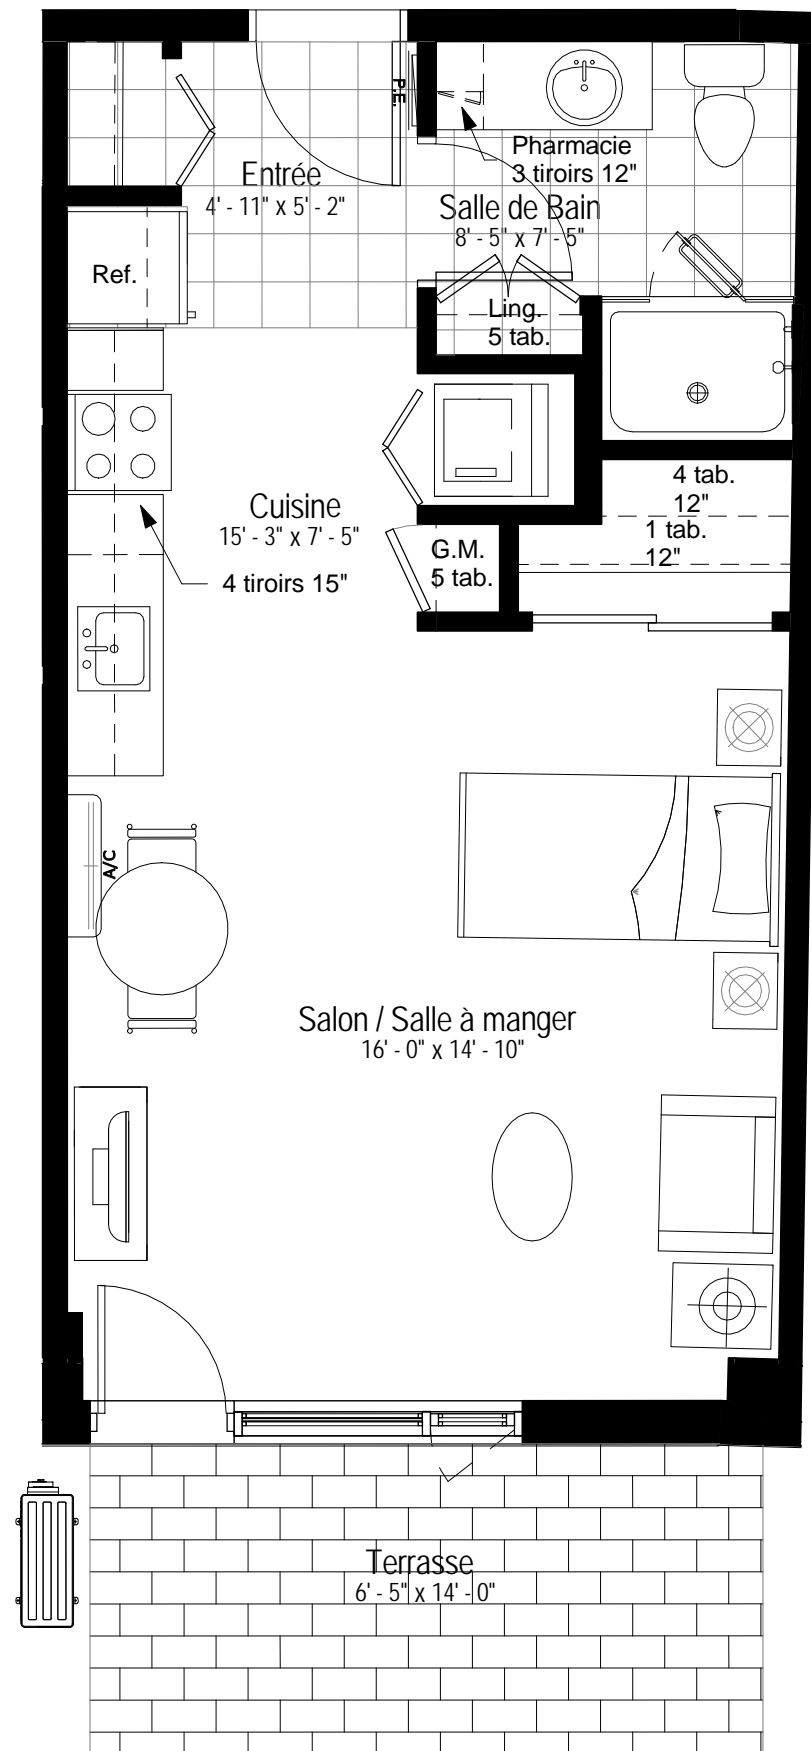 P.E.
Pharmacie
3 tiroirs 12"
Entrée
4' - 11" x 5' - 2"
Salle de Bain
8' - 5" x 7' - 5"
Ref.
Ling.
5 tab.
4 tab.
12"
1 tab.
12"
Cuisine
15' - 3" x 7' - 5"
G.M.
5 tab.
4 tiroirs 15"
A/C
Salon / Salle à manger
16' - 0" x 14' - 10"
Terrasse
6' - 5" x 14' - 0"